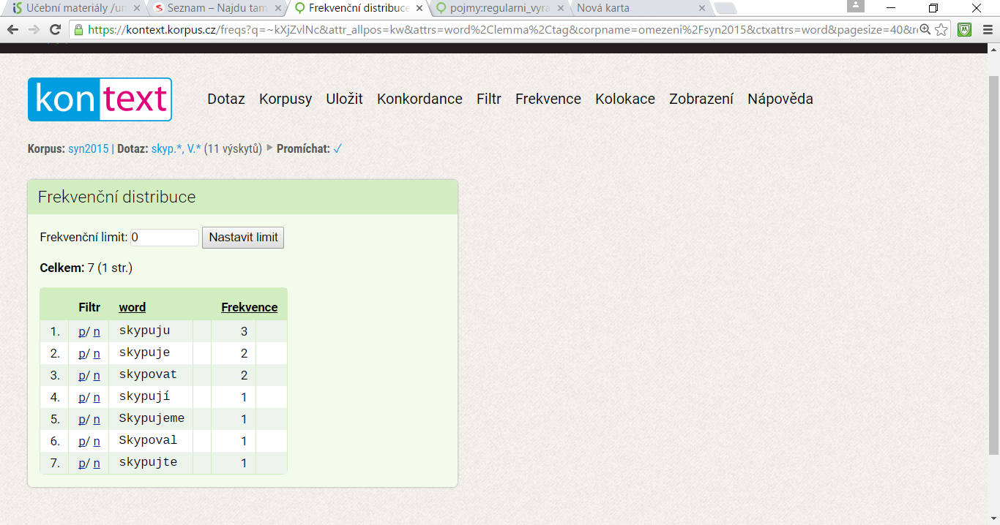 Učební materiály /um
Seznam – Najdu tam
Frekvenční distribuce
pojmy:regularni_vyra
Nová karta
https://kontext.korpus.cz/freqs?q=~kXjZvlNc&attr_allpos=kw&attrs=word%2Clemma%2Ctag&corpname=omezeni%2Fsyn2015&ctxattrs=word&pagesize=40&re
kontext
Dotaz Korpusy Uložit Konkordance Filtr Frekvence Kolokace Zobrazení Nápověda
Korpus: syn2015 | Dotaz: skyp.*, V.* (11 výskytů) Promíchat: ✓
Frekvenční distribuce
Frekvenční limit: 0 Nastavit limit
Celkem: 7 (1 str.)
Filtr word Frekvence
1. p/ n skypuju 3
2. p/ n skypuje 2
3. p/ n skypovat 2
4. p/ n skypují 1
5. p/ n Skypujeme 1
6. p/ n Skypoval 1
7. p/ n skypujte 1